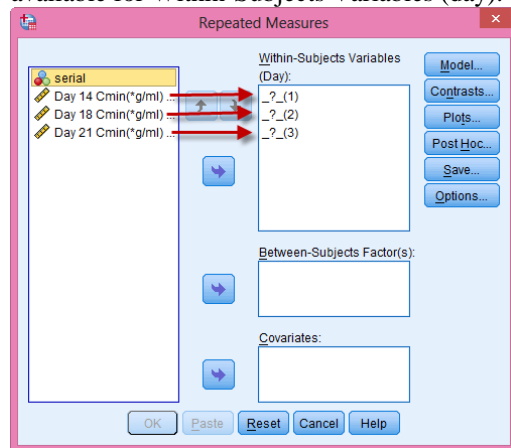 available for Within-Subjects Variables (day).
Repeated Measures
serial
Day 14 Cmin(*g/ml) ...
Day 18 Cmin(*g/ml) ...
Day 21 Cmin(*g/ml) ...
Within-Subjects Variables
(Day):
_?_(1)
_?_(2)
_?_(3)
Between-Subjects Factor(s):
Covariates:
Model...
Contrasts...
Plots...
Post Hoc...
Save...
Options...
OK
Paste
Reset
Cancel
Help